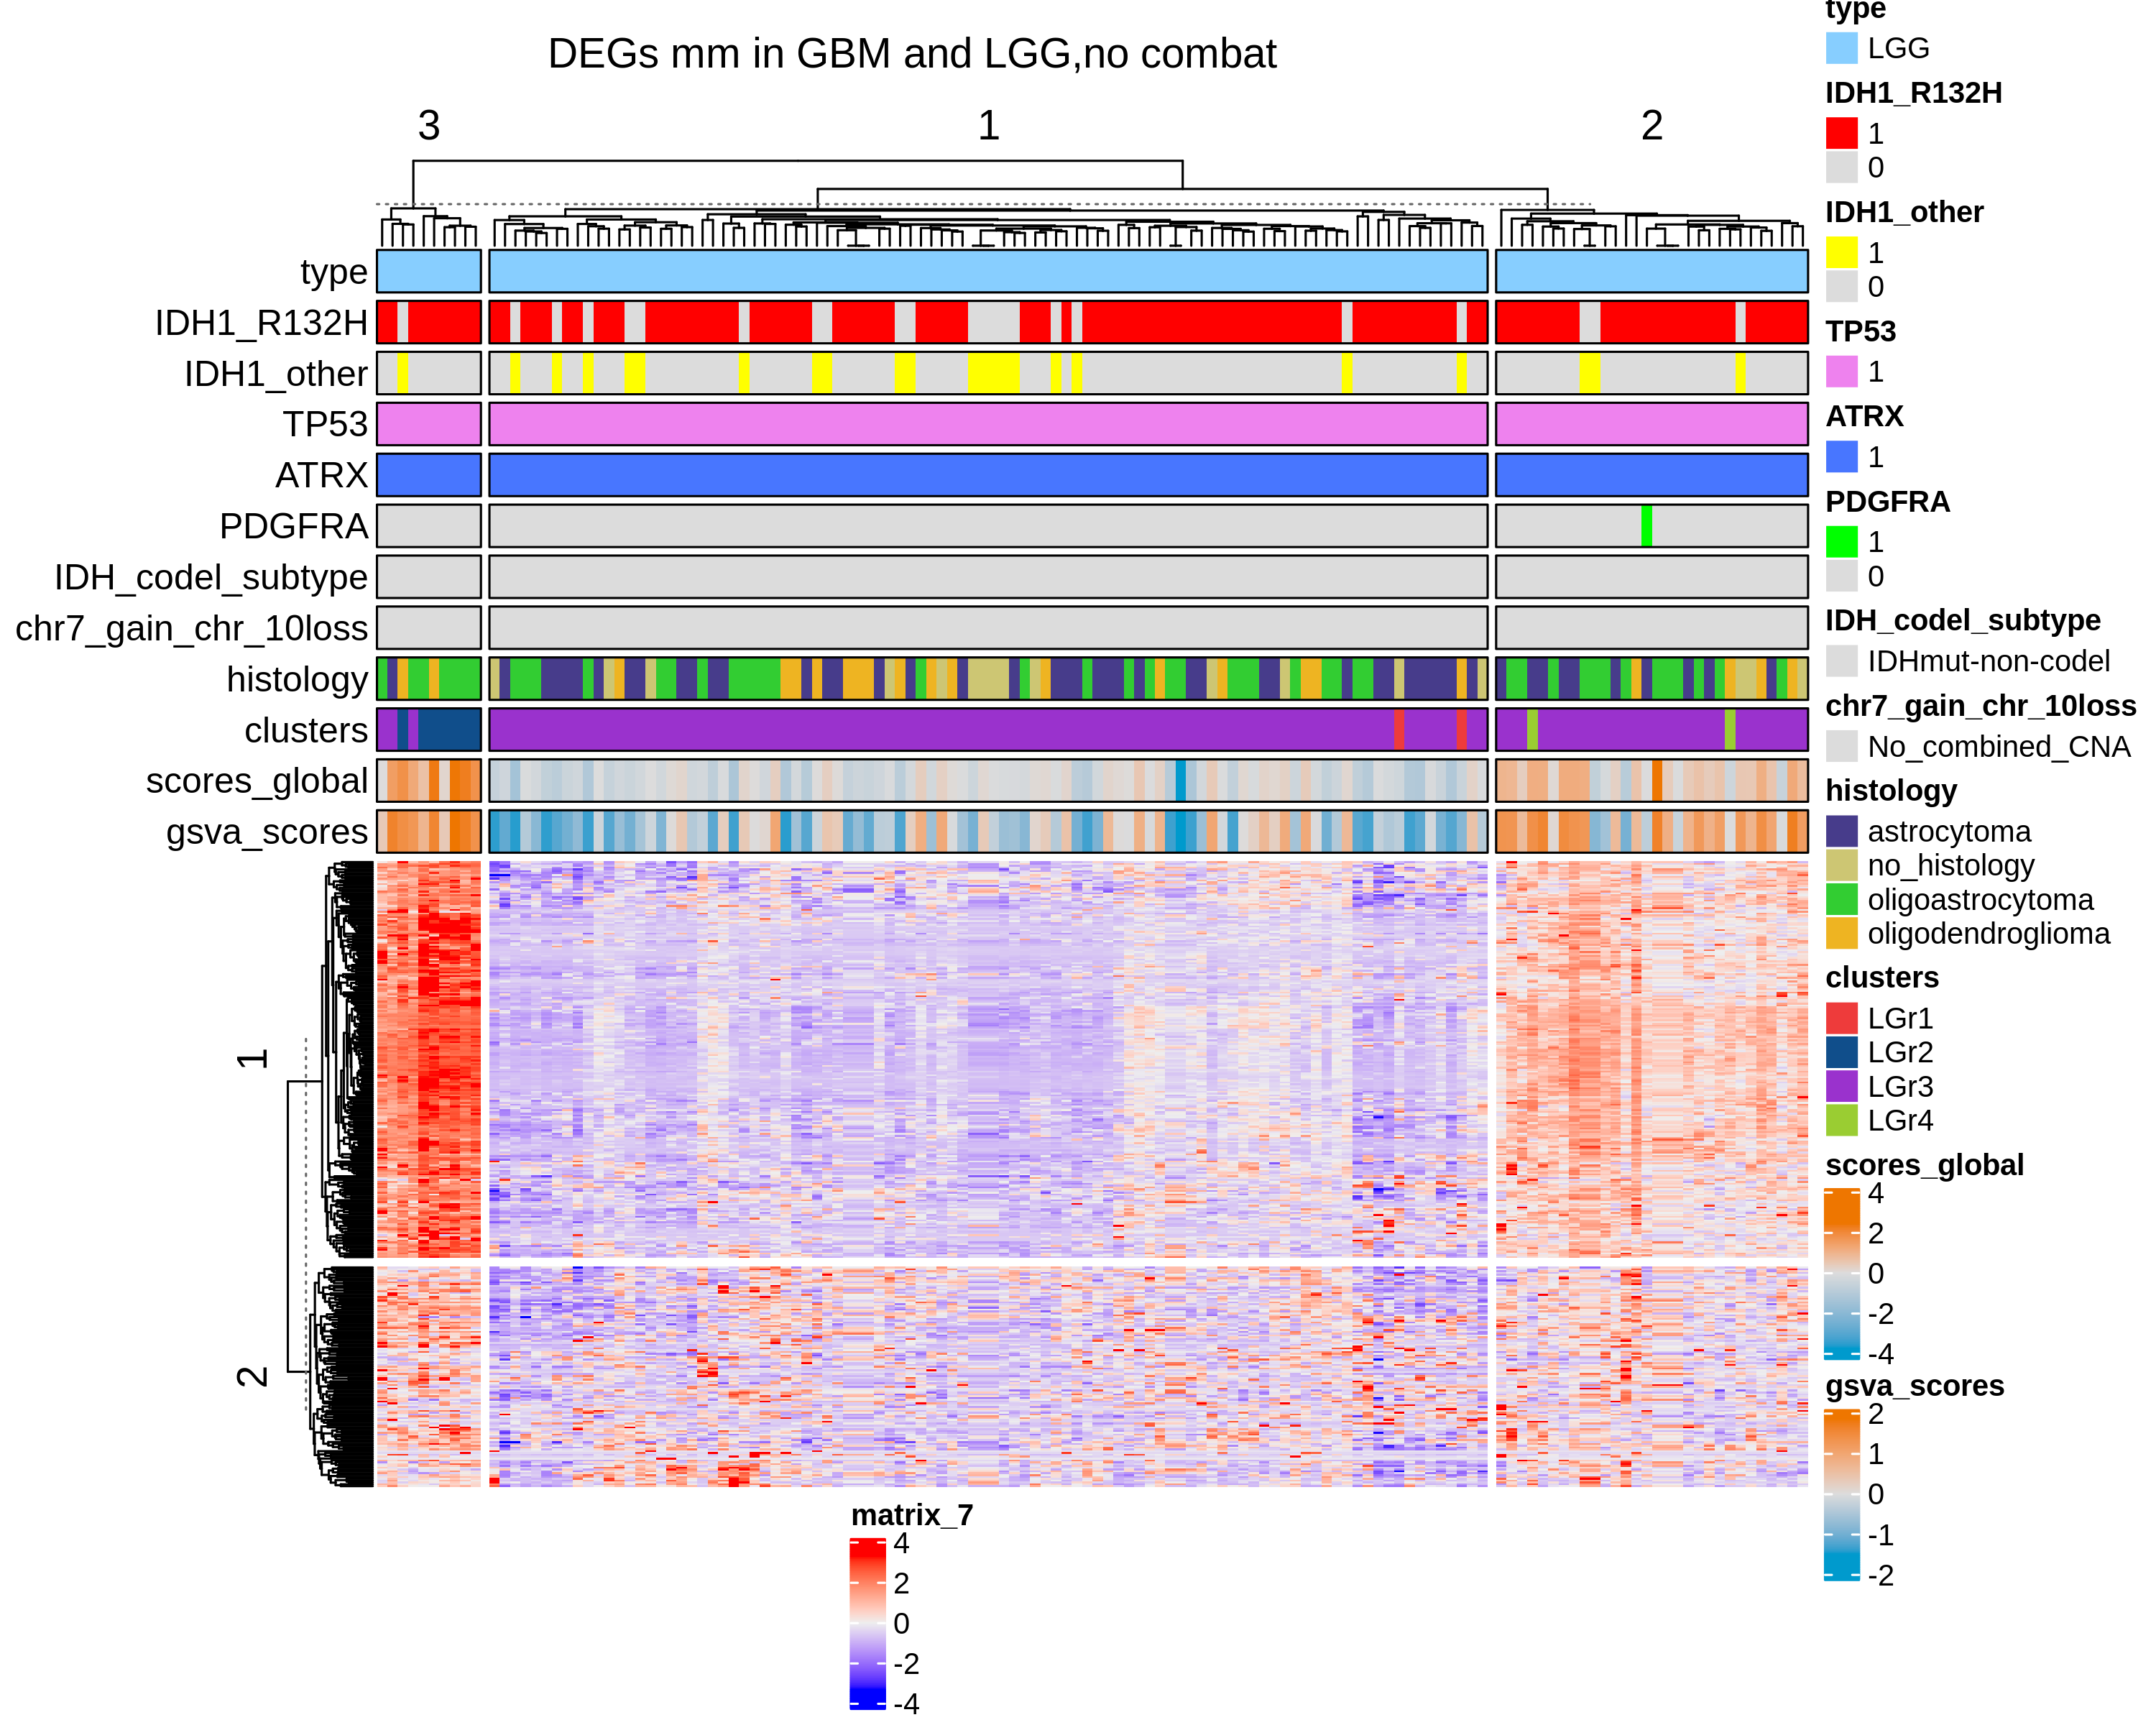 DEGs mm in GBM and LGG,no combat
3
1
2
type
IDH1_R132H
IDH1_other
TP53
ATRX
PDGFRA
IDH_codel_subtype
chr7_gain_chr_10loss
histology
clusters
scores_global
gsva_scores
1
2
matrix_7
4
2
0
-2
-4
type
LGG
IDH1_R132H
1
0
IDH1_other
1
0
TP53
1
ATRX
1
PDGFRA
1
0
IDH_codel_subtype
IDHmut-non-codel
chr7_gain_chr_10loss
No_combined_CNA
histology
astrocytoma
no_histology
oligoastrocytoma
oligodendroglioma
clusters
LGr1
LGr2
LGr3
LGr4
scores_global
4
2
0
-2
-4
gsva_scores
2
1
0
-1
-2